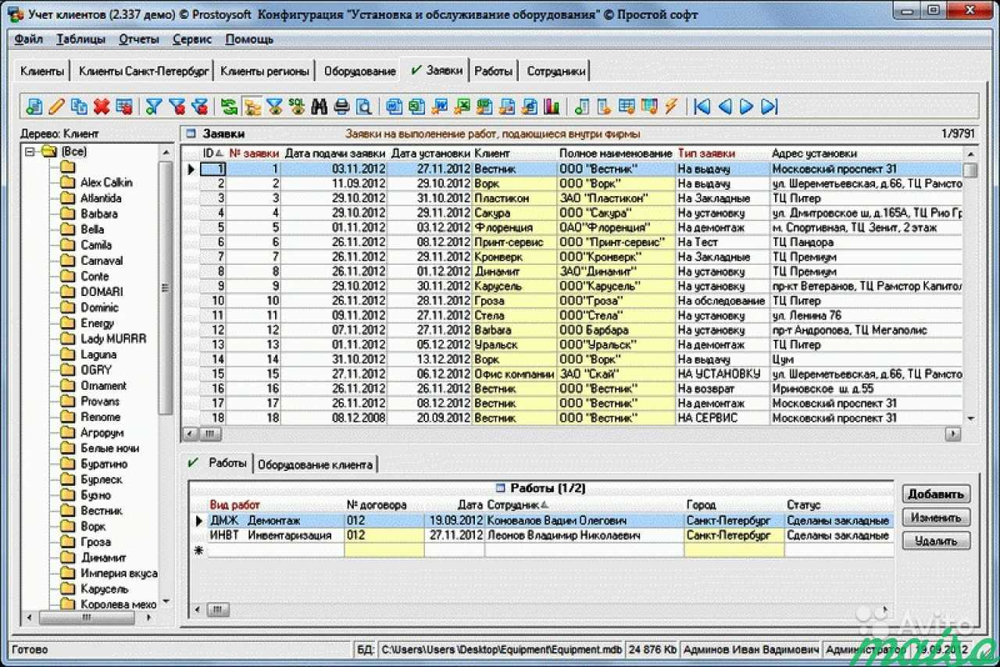 Учет клиентов (2.337 демо) © Prostoysoft Конфигурация "Установка и обслуживание оборудования" © Простой софт
Файл Таблицы Отчеты Сервис Помощь
Клиенты Клиенты Санкт-Петербург Клиенты регионы Оборудование Заявки Работы Сотрудники
SQL
Дерево: Клиент
(Все)
Alex Calkin
Atlantida
Barbara
Bella
Camila
Carnaval
Conte
DOMARI
Dominic
Energy
Lady MURRR
Laguna
OGRY
Ornament
Provans
Renome
Агрорум
Белые ночи
Буратино
Бурлеск
Буэно
Вестник
Ворк
Гроза
Динамит
Империя вкуса
Карусель
Королева мехо
Заявки Заявки на выполенение работ, подающиеся внутри фирмы 1/9791
ID № заявки Дата подачи заявки Дата установки Клиент Полное наименование Тип заявки Адрес установки
1 1 03.11.2012 27.11.2012 Вестник ООО "Вестник" На выдачу Московский проспект 31
2 2 11.09.2012 29.10.2012 Ворк ООО "Ворк" На выдачу ул. Шереметьевская, д.66, ТЦ Рамсто
3 3 29.10.2012 31.10.2012 Пластикон ЗАО "Пластикон" На Закладные ТЦ Питер
4 4 29.10.2012 29.11.2012 Сакура ООО "Сакура" На установку ул. Дмитровское ш, д.165А, ТЦ Рио Гр
5 5 01.11.2012 03.12.2012 Флоренция ОАО"Флоренция" На демонтаж м. Спортивная, ТЦ Зенит, 2 этаж
6 6 26.11.2012 08.12.2012 Принт-сервис ООО "Принт-сервис" На Тест ТЦ Пандора
7 7 26.11.2012 29.11.2012 Кронверк ООО"Кронверк" На Закладные ТЦ Премиум
8 8 26.11.2012 01.12.2012 Динамит ЗАО"Динамит" На установку ТЦ Премиум
9 9 29.10.2012 30.11.2012 Карусель ООО"Карусель" На установку пр-кт Ветеранов, ТЦ Рамстор Капитол
10 10 26.11.2012 28.11.2012 Гроза ООО"Гроза" На обследование ТЦ Питер
11 11 09.11.2012 27.11.2012 Стела ООО"Стела" На установку ул. Ленина 76
12 12 07.11.2012 27.11.2012 Barbara ООО Барбара На установку пр-т Андропова, ТЦ Мегаполис
13 13 01.11.2012 05.12.2012 Уральск ООО"Уральск" На демонтаж ТЦ Питер
14 14 31.10.2012 13.12.2012 Ворк ООО "Ворк" На выдачу Цум
15 15 27.11.2012 06.12.2012 Офис компании ЗАО "Скай" НА УСТАНОВКУ ул. Шереметьевская, д.66, ТЦ Рамсто
16 16 26.11.2012 26.11.2012 Вестник ООО "Вестник" На возврат Ириновское ш. д.55
17 17 26.11.2012 08.12.2012 Вестник ООО "Вестник" На демонтаж Московский проспект 31
18 18 08.12.2008 20.09.2012 Вестник ООО "Вестник" НА СЕРВИС Московский проспект 31
Работы Оборудование клиента
Работы (1/2)
Вид работ № договора Дата Сотрудник Город Статус
ДМЖ Демонтаж 012 19.09.2012 Коновалов Вадим Олегович Санкт-Петербург Сделаны закладные
ИНВТ Инвентаризация 012 27.11.2012 Леонов Владимир Николаевич Санкт-Петербург Сделаны закладные
Добавить
Изменить
Удалить
Готово БД: C:\Users\Users\Desktop\Equipment\Equipment.mdb 24 876 Kb Админов Иван Вадимович Администратор 19.09.2012
Avito
maiso